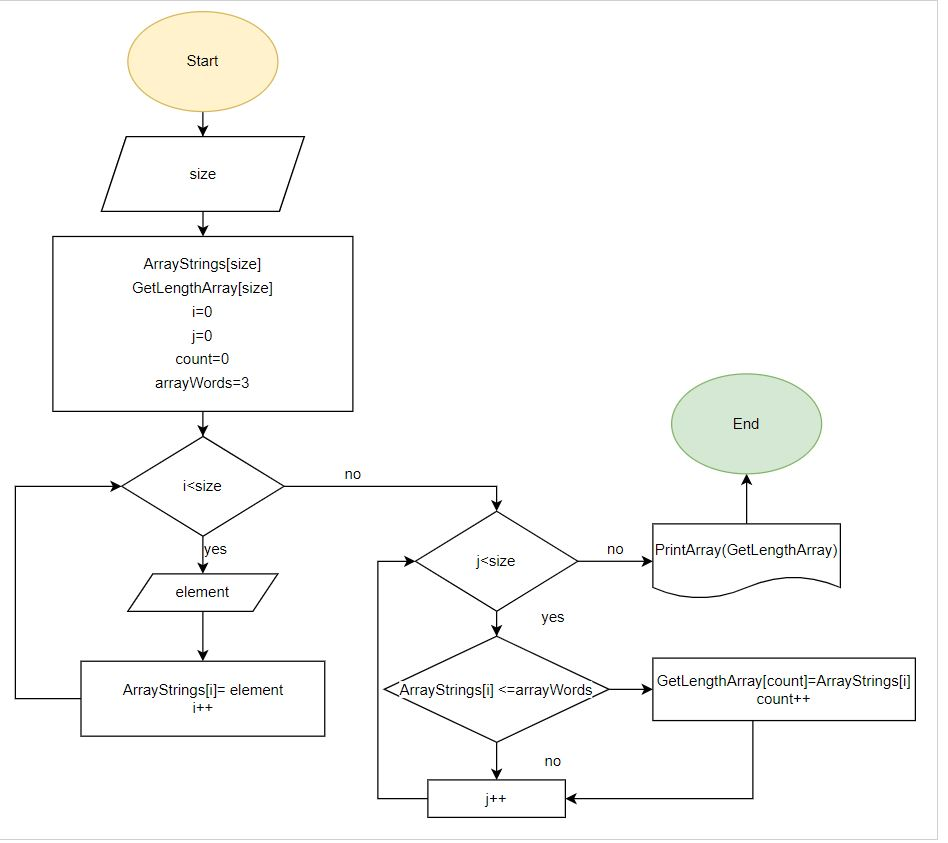 Start
size
ArrayStrings[size]
GetLengthArray[size]
i=0
j=0
count=0
arrayWords=3
i<size
no
yes
element
ArrayStrings[i]= element
i++
j<size
no
yes
ArrayStrings[i] <=arrayWords
no
GetLengthArray[count]=ArrayStrings[i]
count++
j++
PrintArray(GetLengthArray)
End